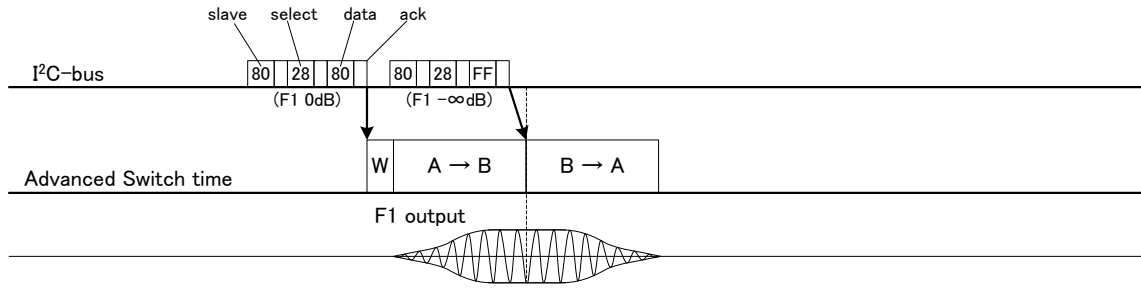 slave select data ack
I²C-bus 80 28 80 80 28 FF
(F1 0dB) (F1 -∞dB)
W A → B B → A
Advanced Switch time
F1 output